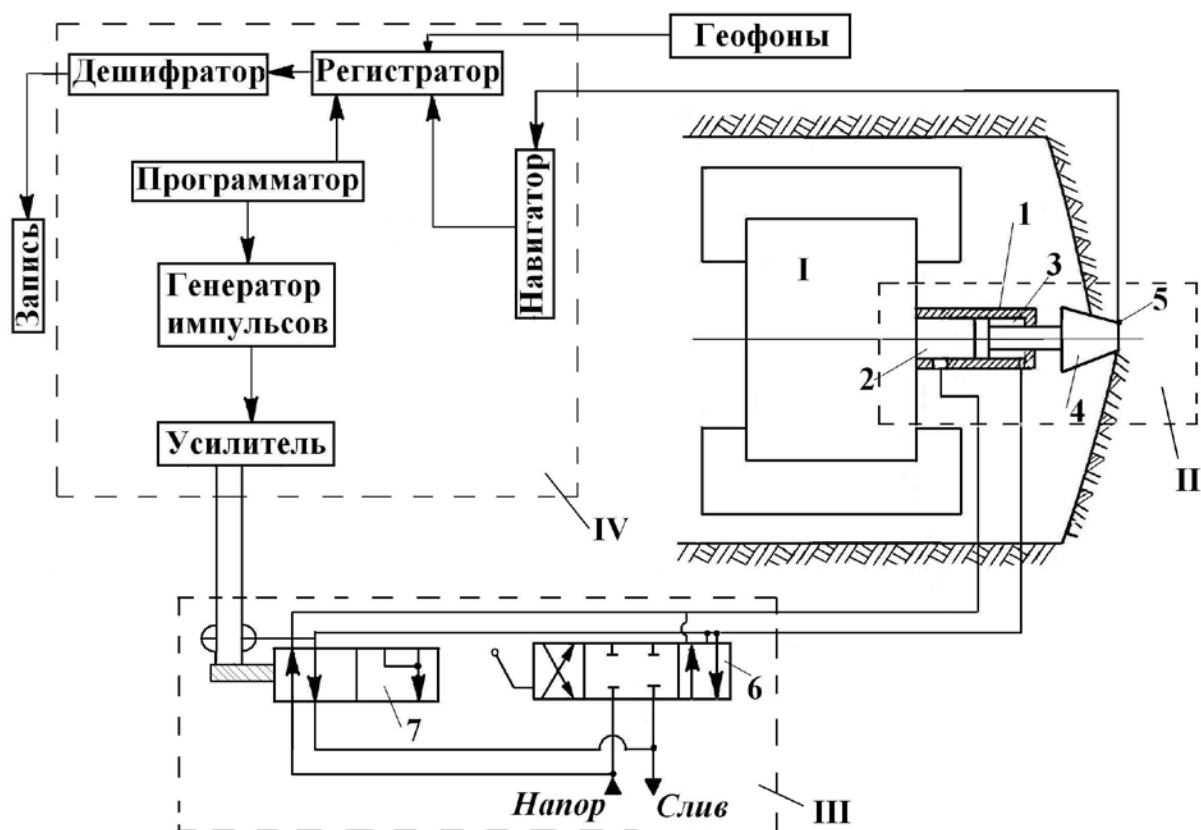 Геофоны
Дешифратор
Регистратор
Программатор
Навигатор
Запись
Генератор
импульсов
Усилитель
IV
I
1
3
5
2
4
II
6
7
Напор
Слив
III